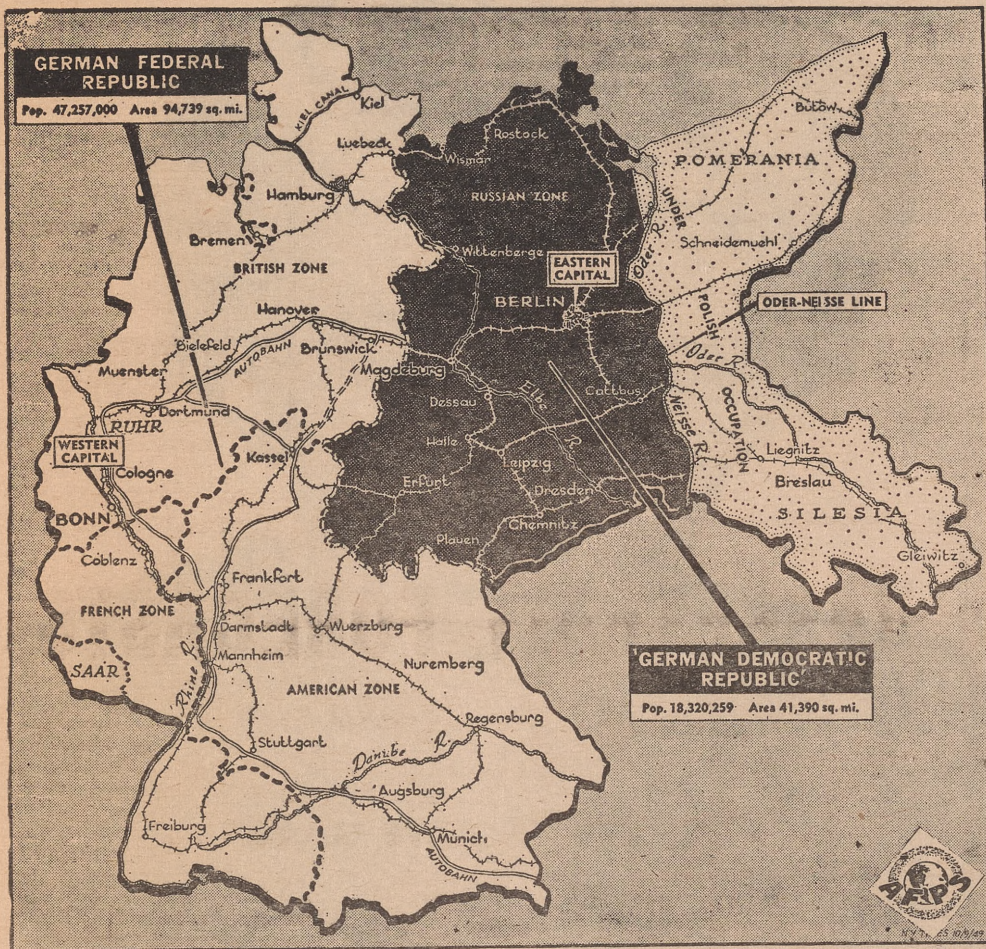 GERMAN FEDERAL
REPUBLIC
Pop. 47,257,000 Area 94,739 sq. mi.
KIEL CANAL
Kiel
Luebeck
Wismar
Rostock
Hamburg
RUSSIAN ZONE
Bremen
Wittenberge
BRITISH ZONE
EASTERN
CAPITAL
BERLIN
Butow
POMERANIA
UNDER
Oder R.
Schneidemuehl
POLISH
ODER-NEISSE LINE
Hanover
Bielefeld
AUTOBAHN
Brunswick
Muenster
Magdeburg
Oder R.
Dortmund
RUHR
Dessau
Elbe
R.
Cottbus
Neisse R.
OCCUPATION
WESTERN
CAPITAL
Kassel
Halle
Leipzig
Liegnitz
Cologne
Erfurt
Dresden
Breslau
BONN
Chemnitz
SILESIA
Plauen
Coblenz
Gleiwitz
Frankfort
FRENCH ZONE
Darmstadt
Wuerzburg
SAAR
Rhine R.
Mannheim
Nuremberg
AMERICAN ZONE
'GERMAN DEMOCRATIC
REPUBLIC'
Pop. 18,320,259 Area 41,390 sq. mi.
Regensburg
Stuttgart
Danube R.
Augsburg
Freiburg
Munich
AUTOBAHN
AFPS
10/9/49